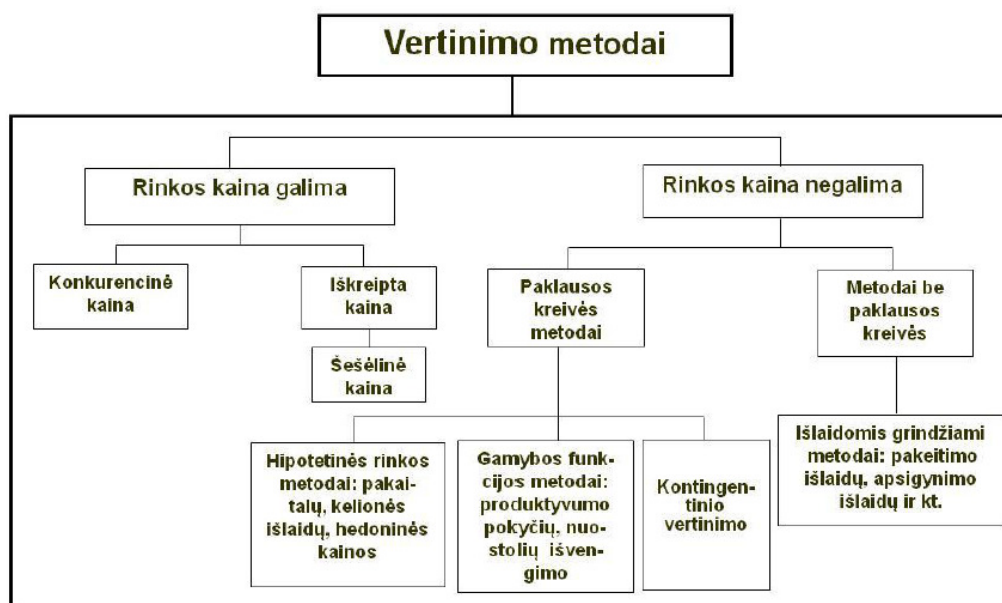 Vertinimo metodai
Rinkos kaina galima
Rinkos kaina negalima
Konkurencinė
kaina
Iškreipta
kaina
Šešėlinė
kaina
Paklausos
kreivės
metodai
Metodai be
paklausos
kreivės
Hipotetinės rinkos
metodai: pakai-
talų, kelionės
išlaidų, hedoninės
kainos
Gamybos funk-
cijos metodai:
produktyvumo
pokyčių, nuo-
stolių išven-
gimo
Kontingen-
tinio
vertinimo
Išlaidomis grindžiami
metodai: pakeitimo
išlaidų, apsigynimo
išlaidų ir kt.